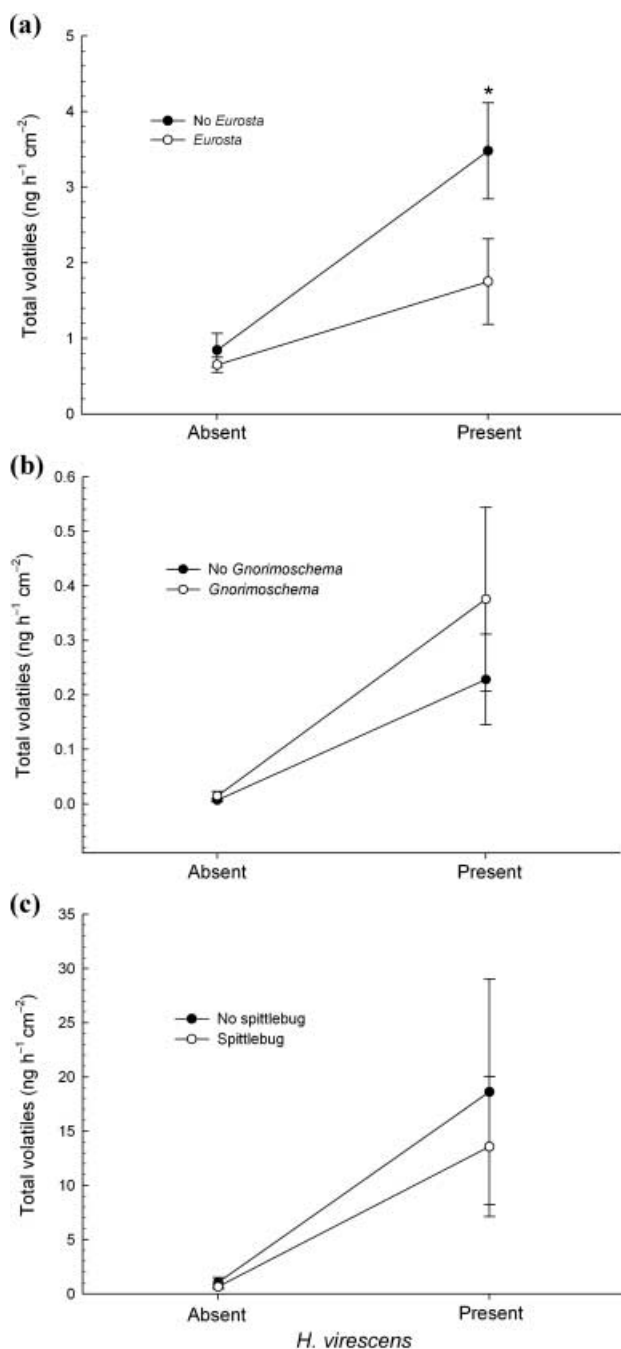 (a)
5
4
3
2
1
0
Total volatiles (ng h⁻¹ cm⁻²)
No Eurosta
Eurosta
*
Absent Present
(b)
0.6
0.5
0.4
0.3
0.2
0.1
0.0
Total volatiles (ng h⁻¹ cm⁻²)
No Gnorimoschema
Gnorimoschema
Absent Present
(c)
35
30
25
20
15
10
5
0
Total volatiles (ng h⁻¹ cm⁻²)
No spittlebug
Spittlebug
Absent Present
H. virescens